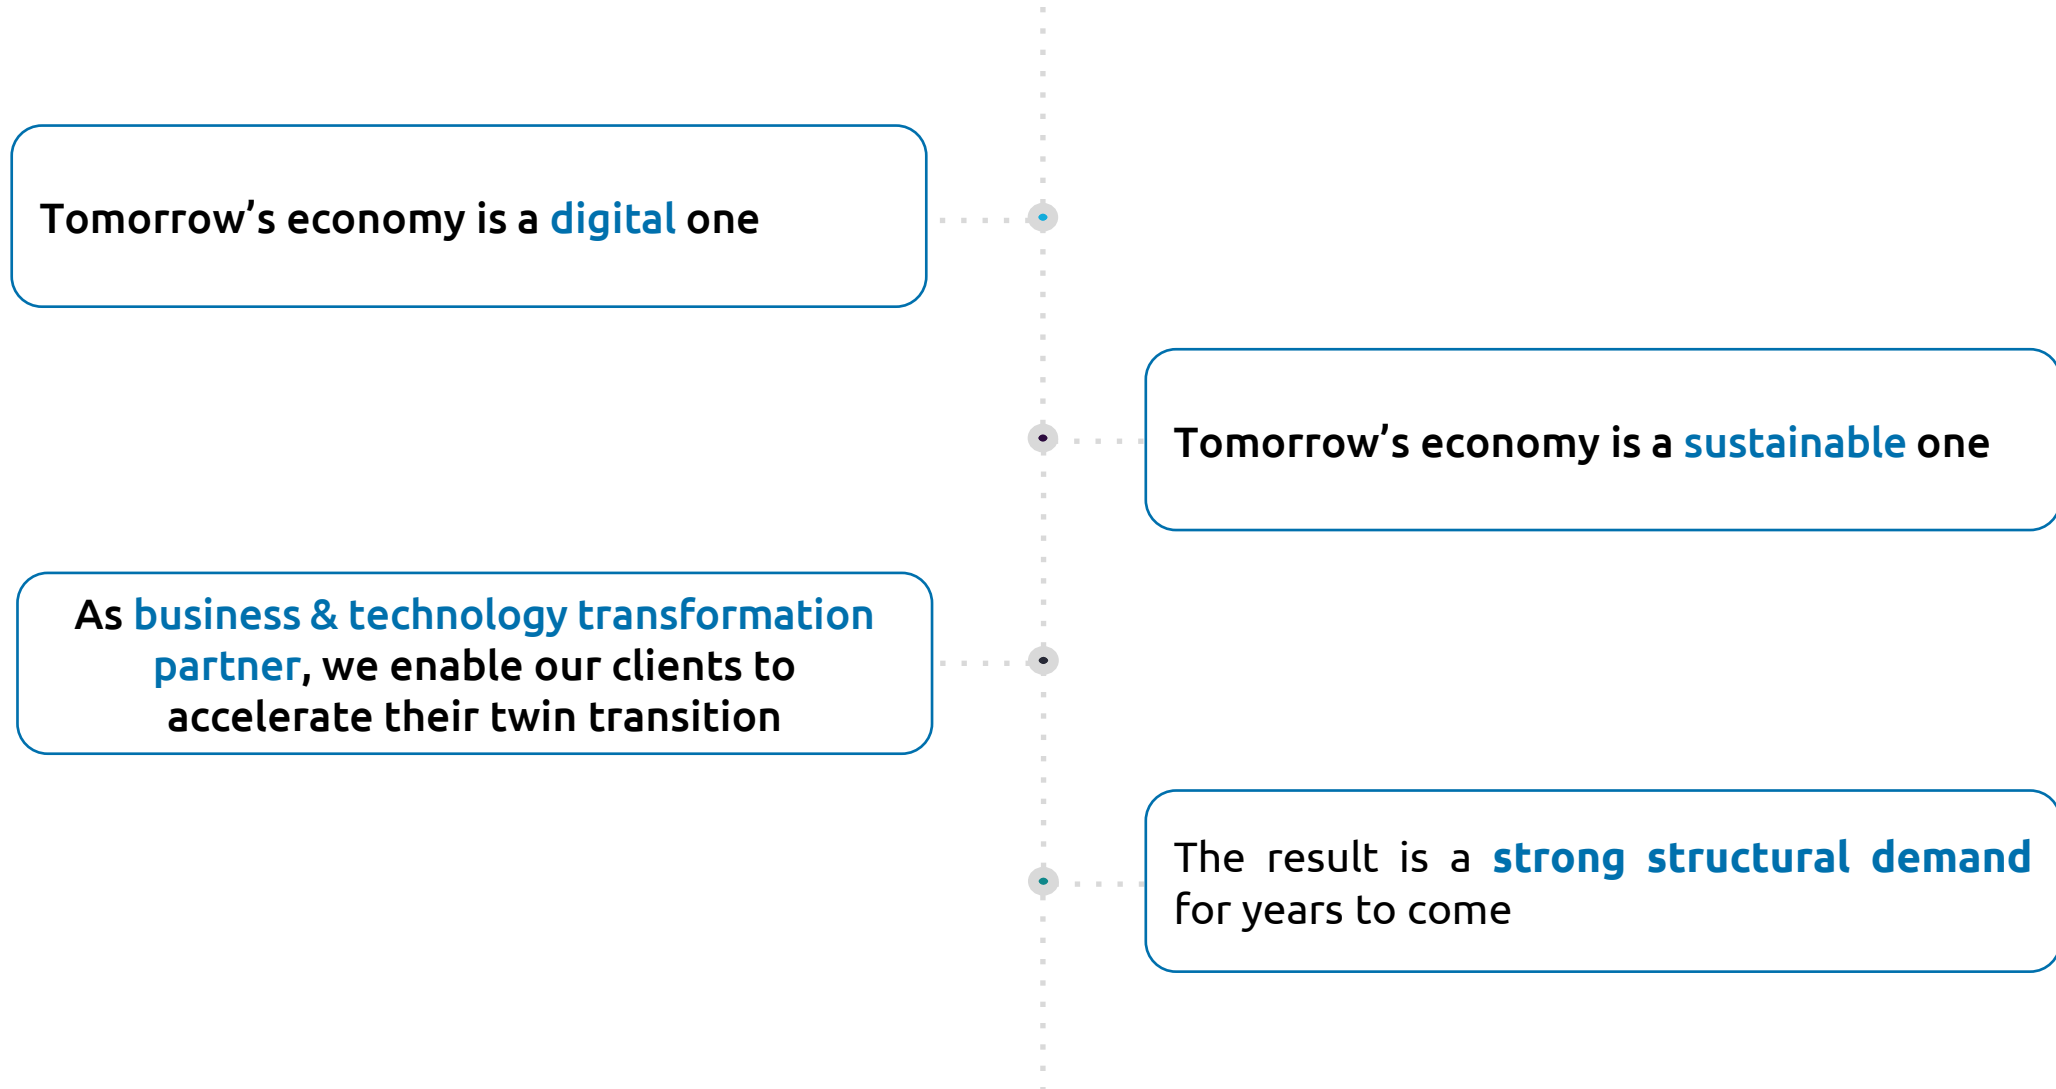 Tomorrow’s economy is a digital one
Tomorrow’s economy is a sustainable one
As business & technology transformation
partner, we enable our clients to
accelerate their twin transition
The result is a strong structural demand
for years to come